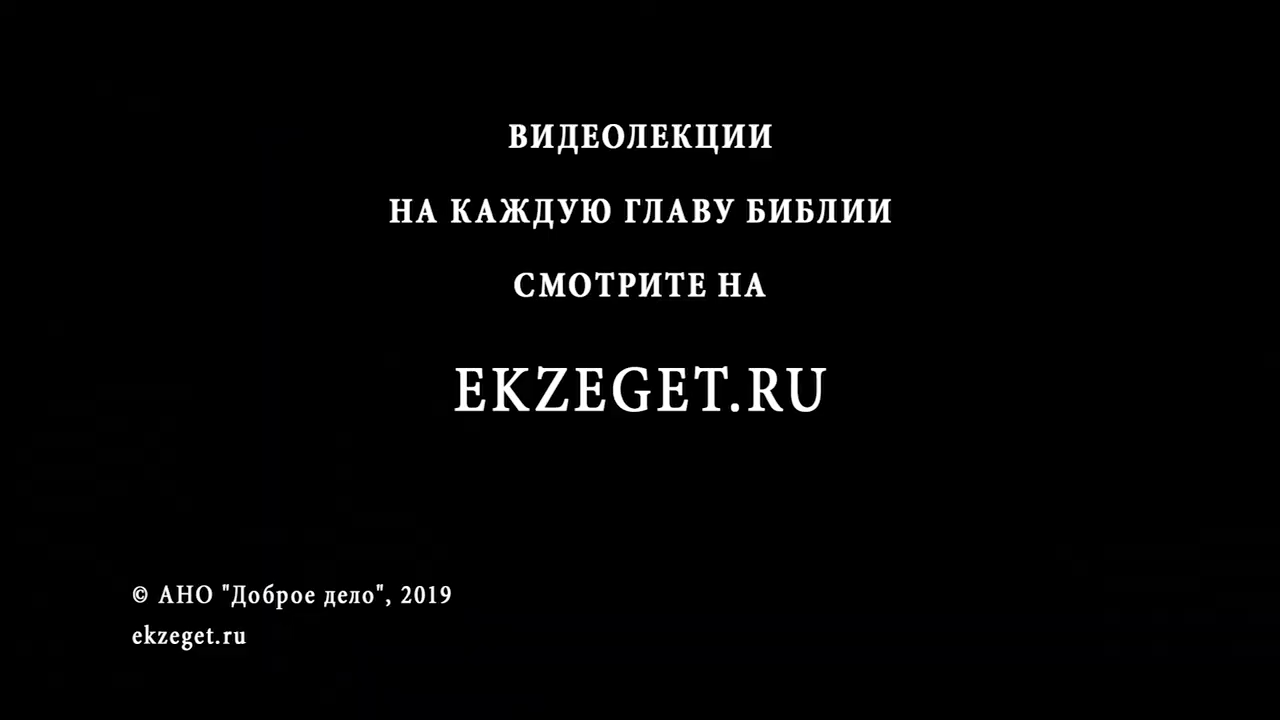 ВИДЕОЛЕКЦИИ
НА КАЖДУЮ ГЛАВУ БИБЛИИ
СМОТРИТЕ НА
EKZEGET.RU
© АНО "Доброе дело", 2019
ekzeget.ru